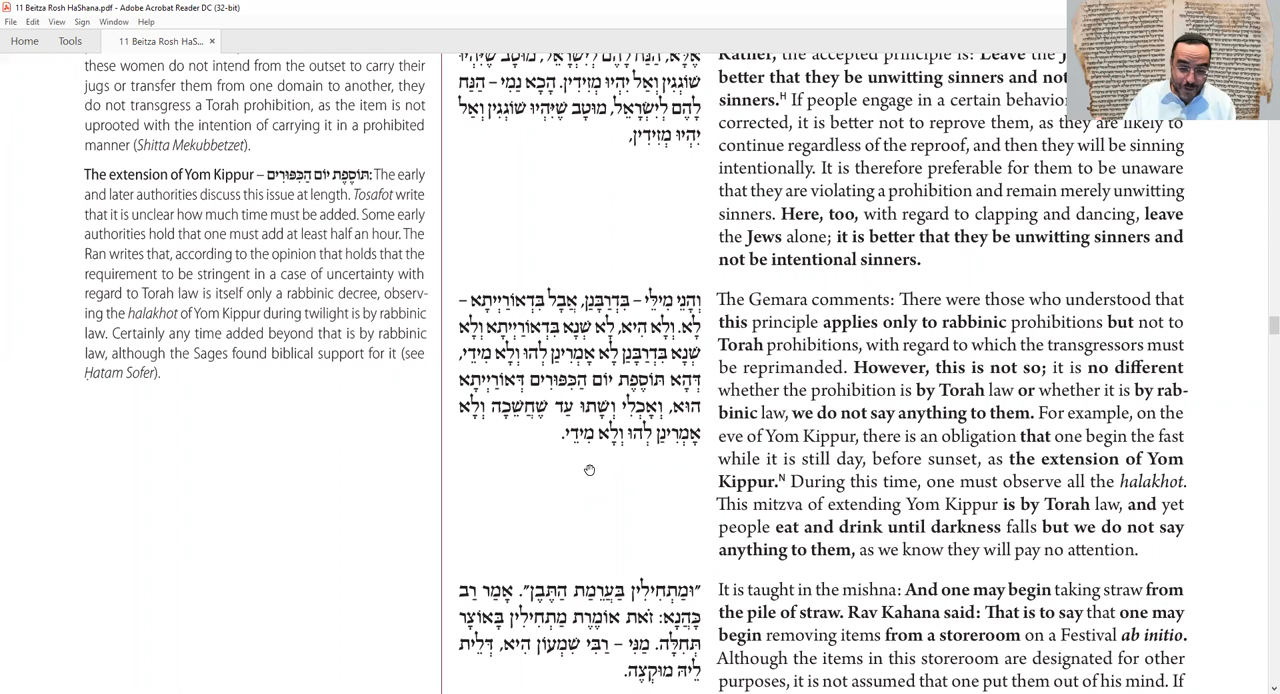 11 Beitza Rosh HaShana.pdf - Adobe Acrobat Reader DC (32-bit)
File Edit View Sign Window Help
Home Tools 11 Beitza Rosh HaS... ×
these women do not intend from the outset to carry the
jugs or transfer them from one domain to another, they
do not transgress a Torah prohibition, as the item is not
uprooted with the intention of carrying it in a prohibited
manner (Shitta Mekubbetzet).
The extension of Yom Kippur – תּוֹסֶפֶת יוֹם הַכִּפּוּרִים: The early
and later authorities discuss this issue at length. Tosafot write
that it is unclear how much time must be added. Some early
authorities hold that one must add at least half an hour. The
Ran writes that, according to the opinion that holds that the
requirement to be stringent in a case of uncertainty with
regard to Torah law is itself only a rabbinic decree, observ-
ing the halakhot of Yom Kippur during twilight is by rabbinic
law. Certainly any time added beyond that is by rabbinic
law, although the Sages found biblical support for it (see
Ḥatam Sofer).
אֶלָּא, הַנַּח לָהֶם לְיִשְׂרָאֵל, מוּטָב שֶׁיִּהְיוּ
שׁוֹגְגִין וְאַל יִהְיוּ מְזִידִין. הָכָא נַמִי – הַנַּח
לָהֶם לְיִשְׂרָאֵל, מוּטָב שֶׁיִּהְיוּ שׁוֹגְגִין וְאַל
יִהְיוּ מְזִידִין,
וְהָנֵי מִילֵּי – בִּדְרַבָּנַן, אֲבָל בִּדְאוֹרַיְיתָא –
לָא. וְלָא הִיא, לָא שְׁנָא בִּדְאוֹרַיְיתָא וְלָא
שְׁנָא בִּדְרַבָּנַן לָא אָמְרִינַן לְהוּ וְלָא מִידֵּי,
דְּהָא תּוֹסֶפֶת יוֹם הַכִּפּוּרִים דְּאוֹרַיְיתָא
הוּא, וְאָכְלִי וְשָׁתוּ עַד שֶׁחֲשֵׁכָה וְלָא
אָמְרִינַן לְהוּ וְלָא מִידֵי.
״וּמַתְחִילִין בַּעֲרֵמַת הַתֶּבֶן״. אָמַר רַב
כָּהֲנָא: זֹאת אוֹמֶרֶת מַתְחִילִין בָּאוֹצָר
תְּחִלָּה. מַנִּי – רַבִּי שִׁמְעוֹן הִיא, דְּלֵית
לֵיהּ מוּקְצֶה.
Rather, the accepted principle is: Leave the
better that they be unwitting sinners and not
sinners.ᴴ If people engage in a certain behavior
corrected, it is better not to reprove them, as they are likely to
continue regardless of the reproof, and then they will be sinning
intentionally. It is therefore preferable for them to be unaware
that they are violating a prohibition and remain merely unwitting
sinners. Here, too, with regard to clapping and dancing, leave
the Jews alone; it is better that they be unwitting sinners and
not be intentional sinners.
The Gemara comments: There were those who understood that
this principle applies only to rabbinic prohibitions but not to
Torah prohibitions, with regard to which the transgressors must
be reprimanded. However, this is not so; it is no different
whether the prohibition is by Torah law or whether it is by rab-
binic law, we do not say anything to them. For example, on the
eve of Yom Kippur, there is an obligation that one begin the fast
while it is still day, before sunset, as the extension of Yom
Kippur.ᴺ During this time, one must observe all the halakhot.
This mitzva of extending Yom Kippur is by Torah law, and yet
people eat and drink until darkness falls but we do not say
anything to them, as we know they will pay no attention.
It is taught in the mishna: And one may begin taking straw from
the pile of straw. Rav Kahana said: That is to say that one may
begin removing items from a storeroom on a Festival ab initio.
Although the items in this storeroom are designated for other
purposes, it is not assumed that one put them out of his mind. If